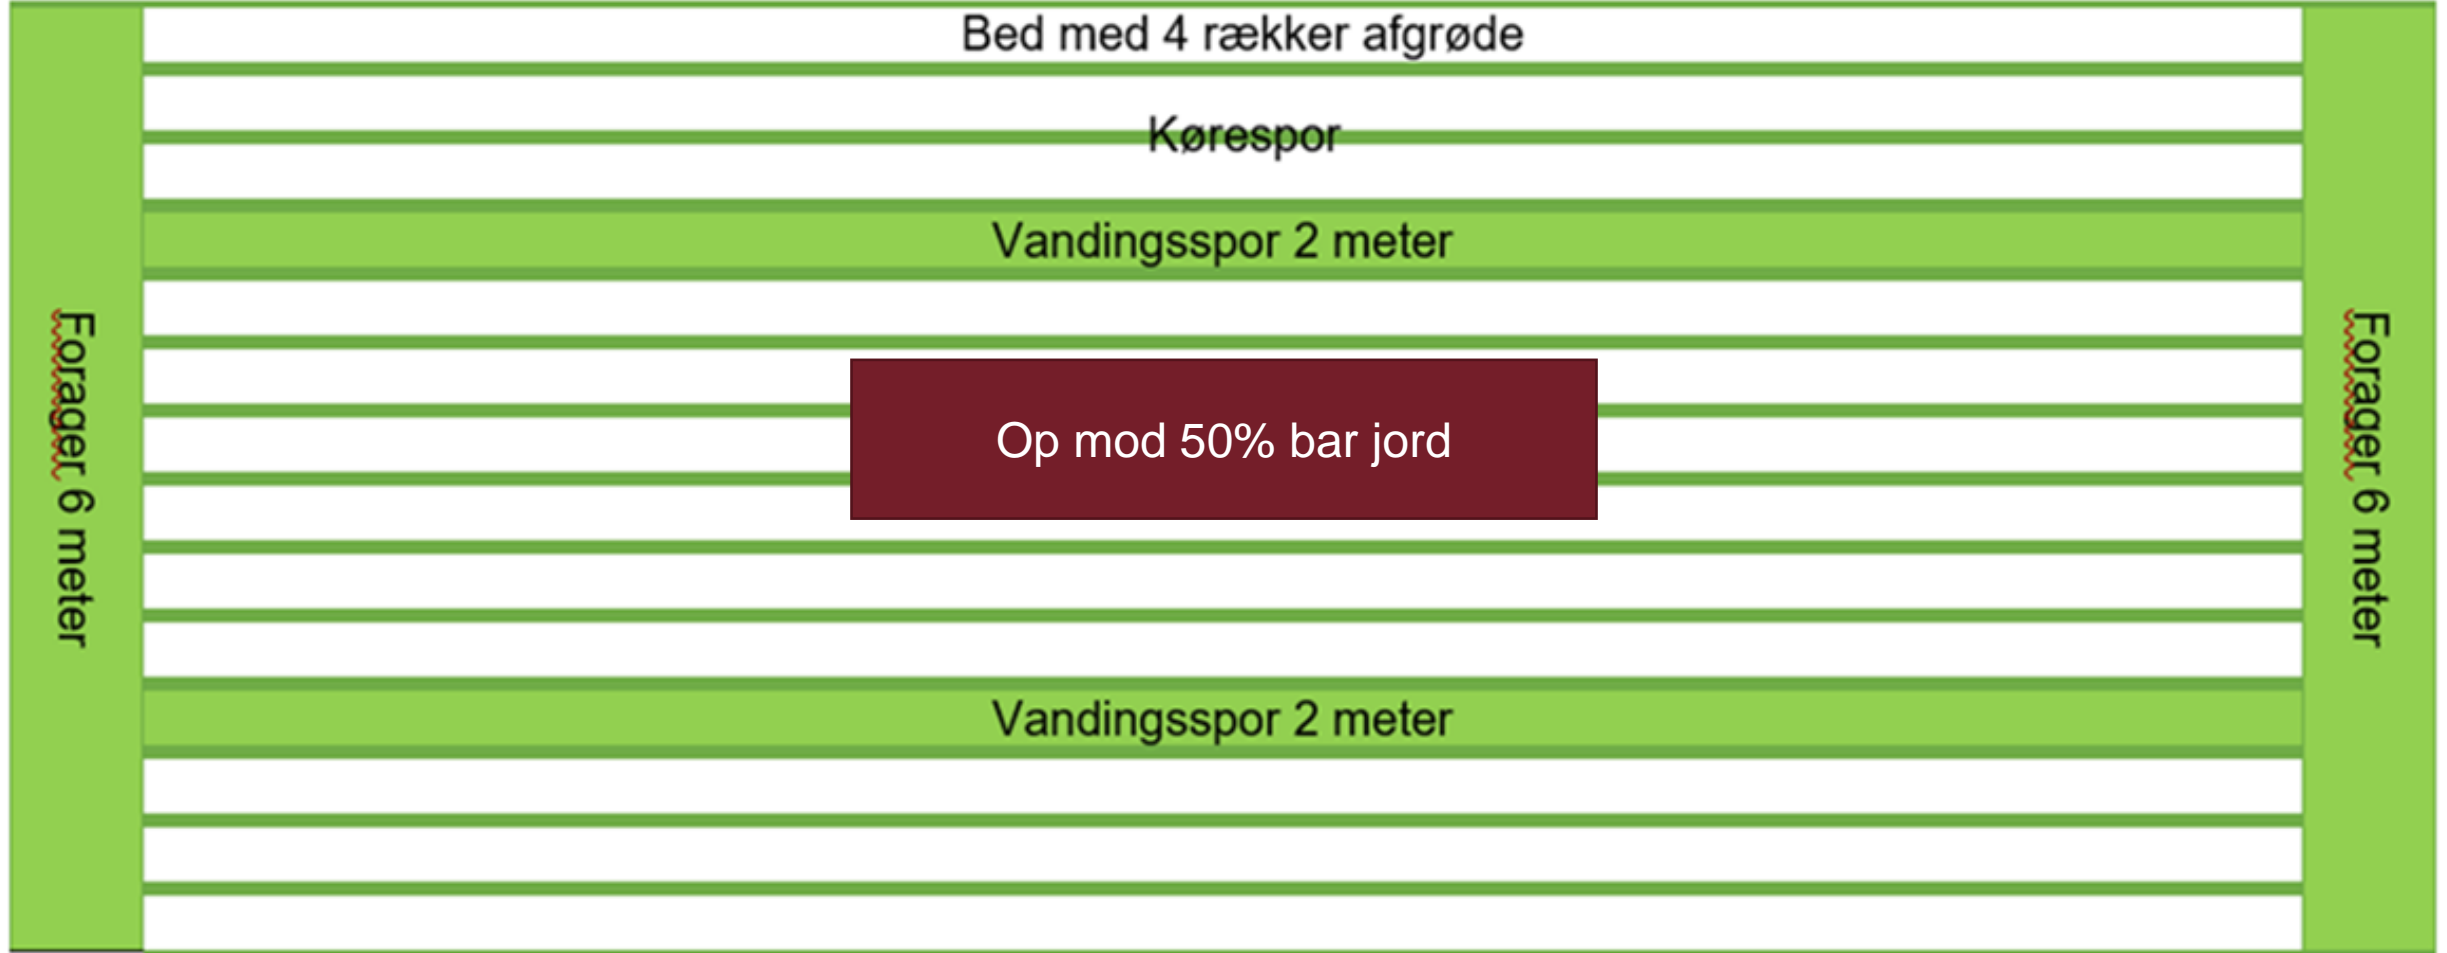 Bed med 4 rækker afgrøde
Kørespor
Vandingsspor 2 meter
Forager 6 meter
Op mod 50% bar jord
Forager 6 meter
Vandingsspor 2 meter